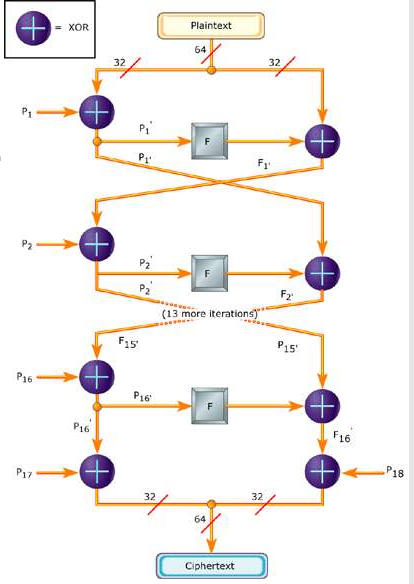 = XOR
Plaintext
64
32 32
P1
P1'
F
P1'
F1'
P2
P2'
F
P2'
F2'
(13 more iterations)
F15'
P15'
P16
P16'
F
P16'
F16'
P17
P18
32 32
64
Ciphertext